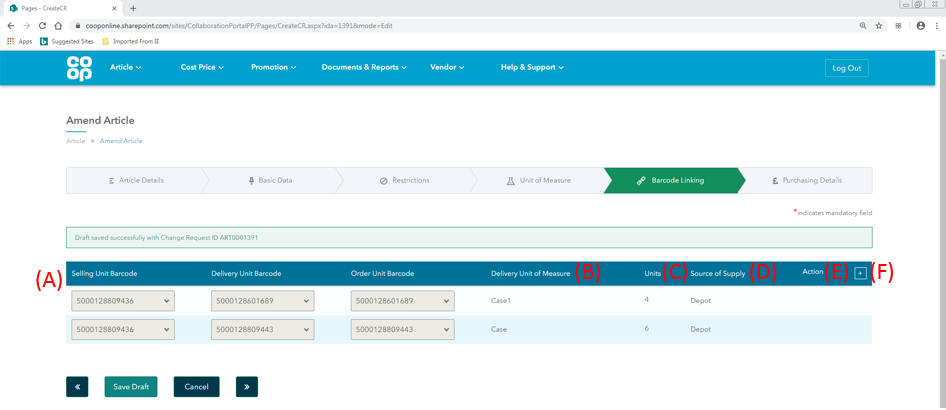 Pages - CreateCR
cooponline.sharepoint.com/sites/CollaborationPortalPP/Pages/CreateCR.aspx?ida=1391&mode=Edit
Apps Suggested Sites Imported From IE
CO OP Article Cost Price Promotion Documents & Reports Vendor Help & Support Log Out
Amend Article
Article > Amend Article
Article Details Basic Data Restrictions Unit of Measure Barcode Linking £ Purchasing Details
*indicates mandatory field
Draft saved successfully with Change Request ID ART0001391
(A) Selling Unit Barcode Delivery Unit Barcode Order Unit Barcode Delivery Unit of Measure (B) Units (C) Source of Supply (D) Action (E) + (F)
5000128809436 5000128601689 5000128601689 Case1 4 Depot
5000128809436 5000128809443 5000128809443 Case 6 Depot
« Save Draft Cancel »